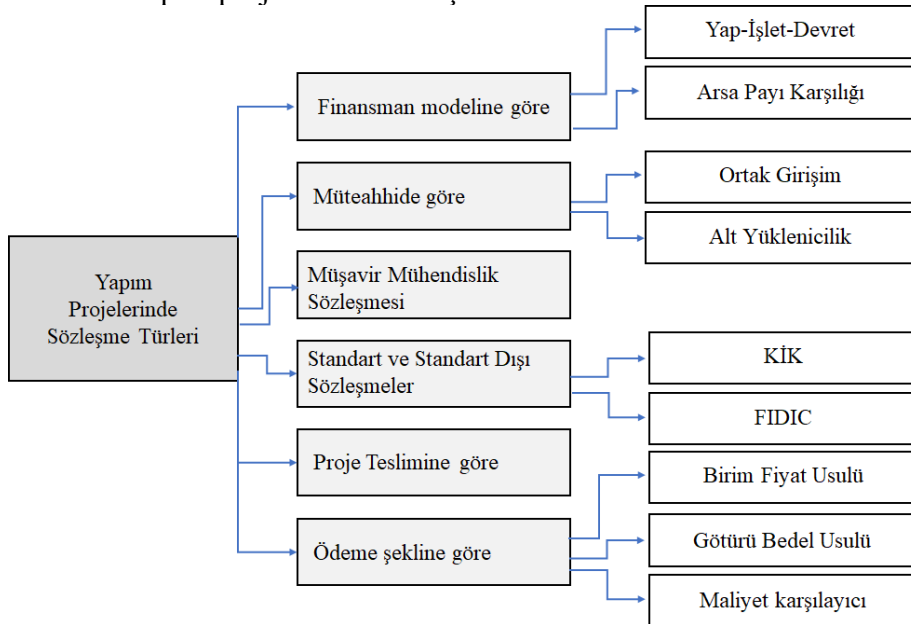 Yap-İşlet-Devret
Finansman modeline göre
Arsa Payı Karşılığı
Ortak Girişim
Müteahhide göre
Alt Yüklenicilik
Yapım
Projelerinde
Sözleşme Türleri
Müşavir Mühendislik
Sözleşmesi
Standart ve Standart Dışı
Sözleşmeler
KİK
FIDIC
Proje Teslimine göre
Birim Fiyat Usulü
Ödeme şekline göre
Götürü Bedel Usulü
Maliyet karşılayıcı